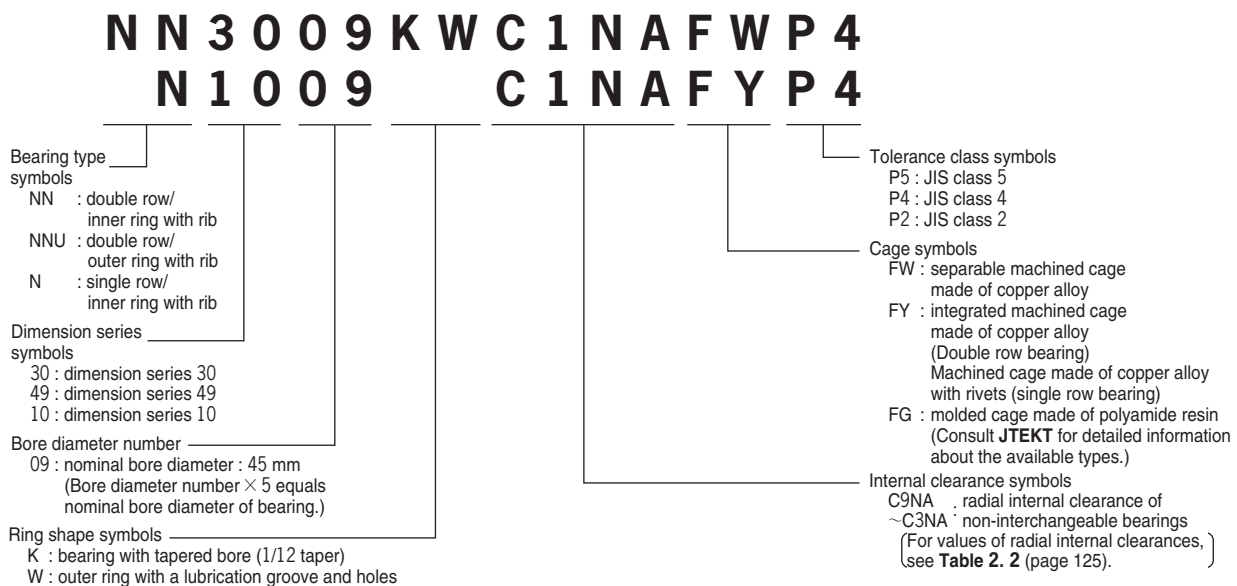 NN3009KWC1NAFWP4
N1009 C1NAFYP4
Bearing type
symbols
NN : double row/
inner ring with rib
NNU : double row/
outer ring with rib
N : single row/
inner ring with rib
Dimension series
symbols
30 : dimension series 30
49 : dimension series 49
10 : dimension series 10
Bore diameter number
09 : nominal bore diameter : 45 mm
(Bore diameter number × 5 equals
nominal bore diameter of bearing.)
Ring shape symbols
K : bearing with tapered bore (1/12 taper)
W : outer ring with a lubrication groove and holes
Tolerance class symbols
P5 : JIS class 5
P4 : JIS class 4
P2 : JIS class 2
Cage symbols
FW : separable machined cage
made of copper alloy
FY : integrated machined cage
made of copper alloy
(Double row bearing)
Machined cage made of copper alloy
with rivets (single row bearing)
FG : molded cage made of polyamide resin
(Consult JTEKT for detailed information
about the available types.)
Internal clearance symbols
C9NA : radial internal clearance of
~C3NA non-interchangeable bearings
(For values of radial internal clearances,
see Table 2. 2 (page 125).)